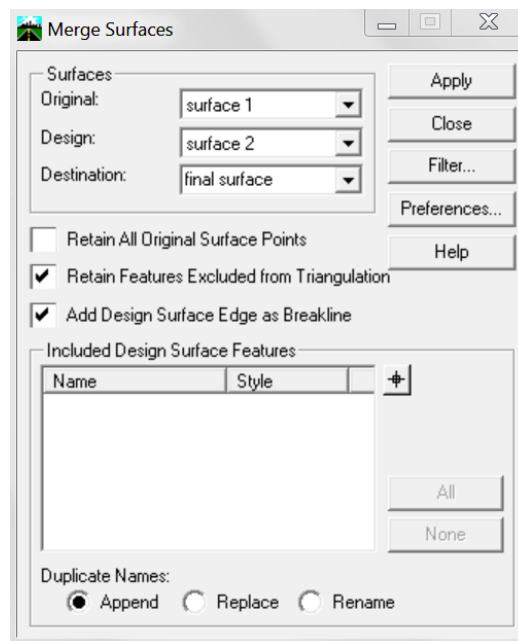 Merge Surfaces
Surfaces
Original:
surface 1
Design:
surface 2
Destination:
final surface
Apply
Close
Filter...
Preferences...
Help
Retain All Original Surface Points
Retain Features Excluded from Triangulation
Add Design Surface Edge as Breakline
Included Design Surface Features
Name Style
All
None
Duplicate Names:
Append Replace Rename